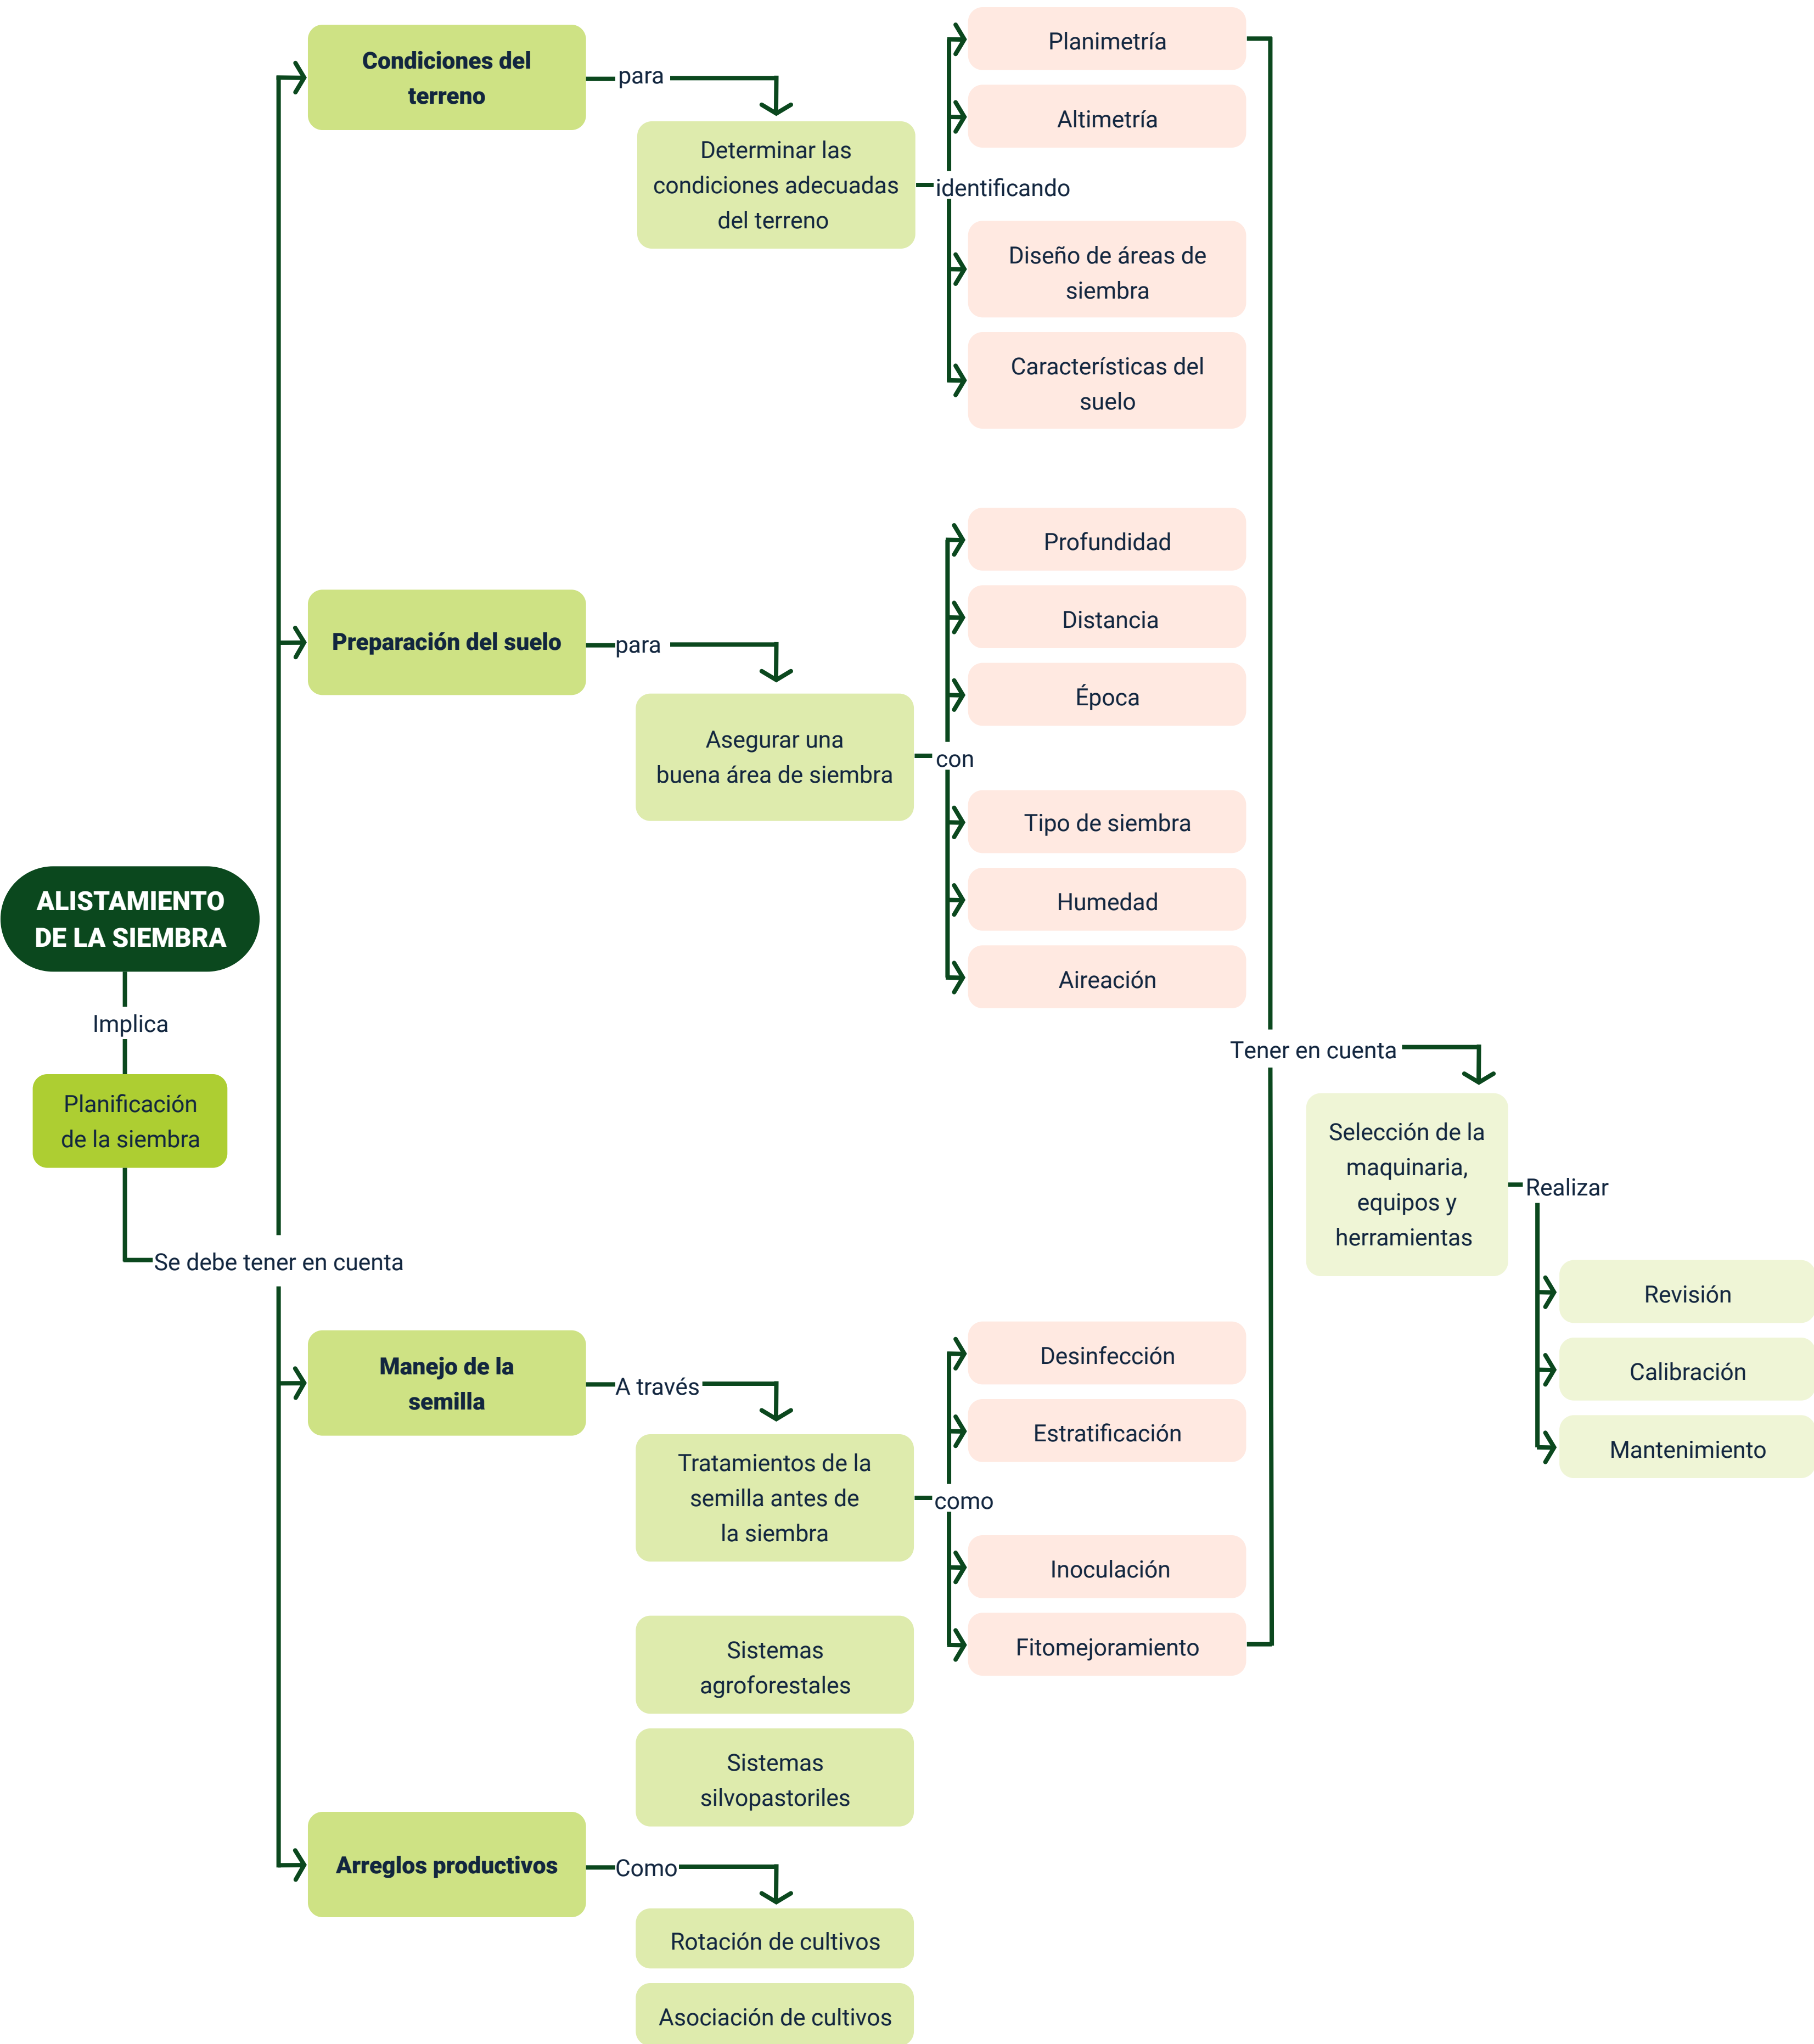 ALISTAMIENTO
DE LA SIEMBRA
Implica
Planificación
de la siembra
Se debe tener en cuenta
Condiciones del
terreno
para
Determinar las
condiciones adecuadas
del terreno
identificando
Planimetría
Altimetría
Diseño de áreas de
siembra
Características del
suelo
Preparación del suelo
para
Asegurar una
buena área de siembra
con
Profundidad
Distancia
Época
Tipo de siembra
Humedad
Aireación
Manejo de la
semilla
A través
Tratamientos de la
semilla antes de
la siembra
como
Desinfección
Estratificación
Inoculación
Fitomejoramiento
Arreglos productivos
Como
Sistemas
agroforestales
Sistemas
silvopastoriles
Rotación de cultivos
Asociación de cultivos
Tener en cuenta
Selección de la
maquinaria,
equipos y
herramientas
Realizar
Revisión
Calibración
Mantenimiento